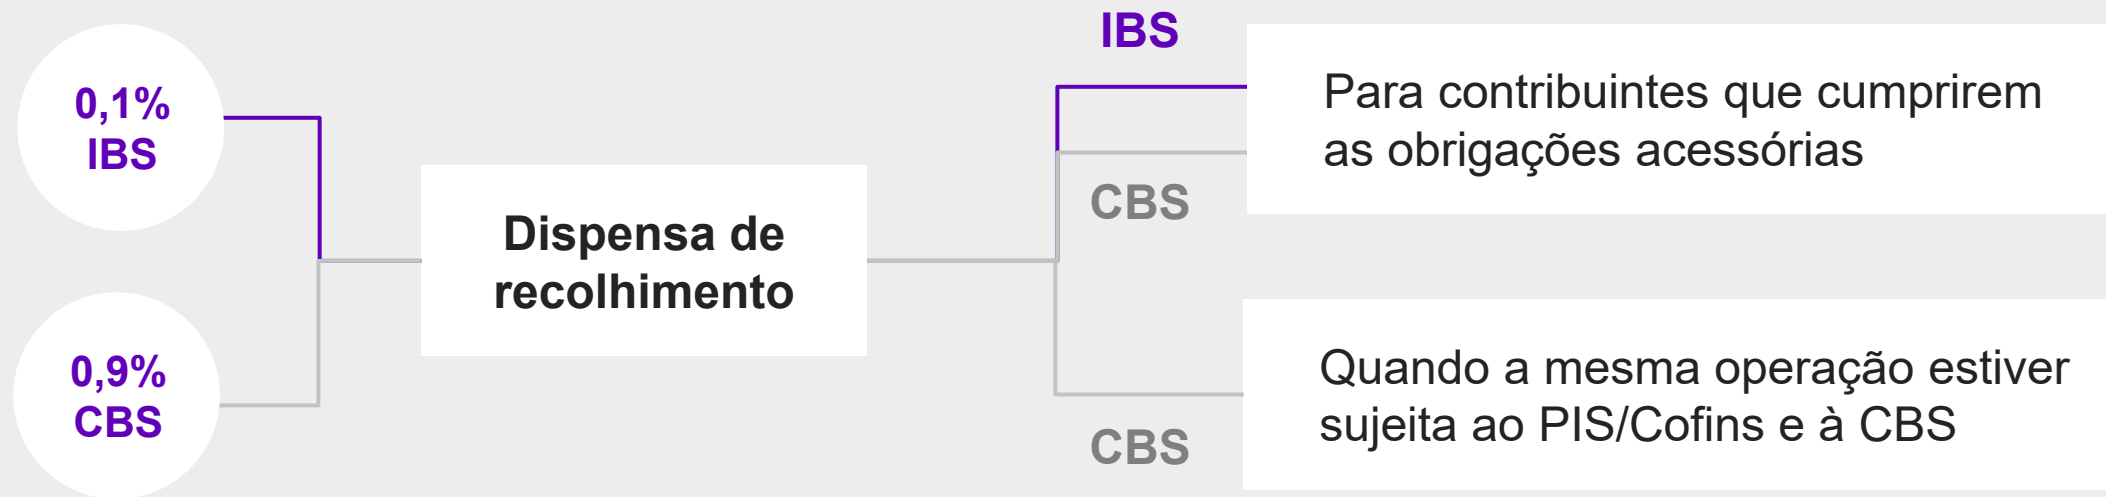 0,1%
IBS
0,9%
CBS
Dispensa de
recolhimento
IBS
CBS
Para contribuintes que cumprirem
as obrigações acessórias
CBS
Quando a mesma operação estiver
sujeita ao PIS/Cofins e à CBS